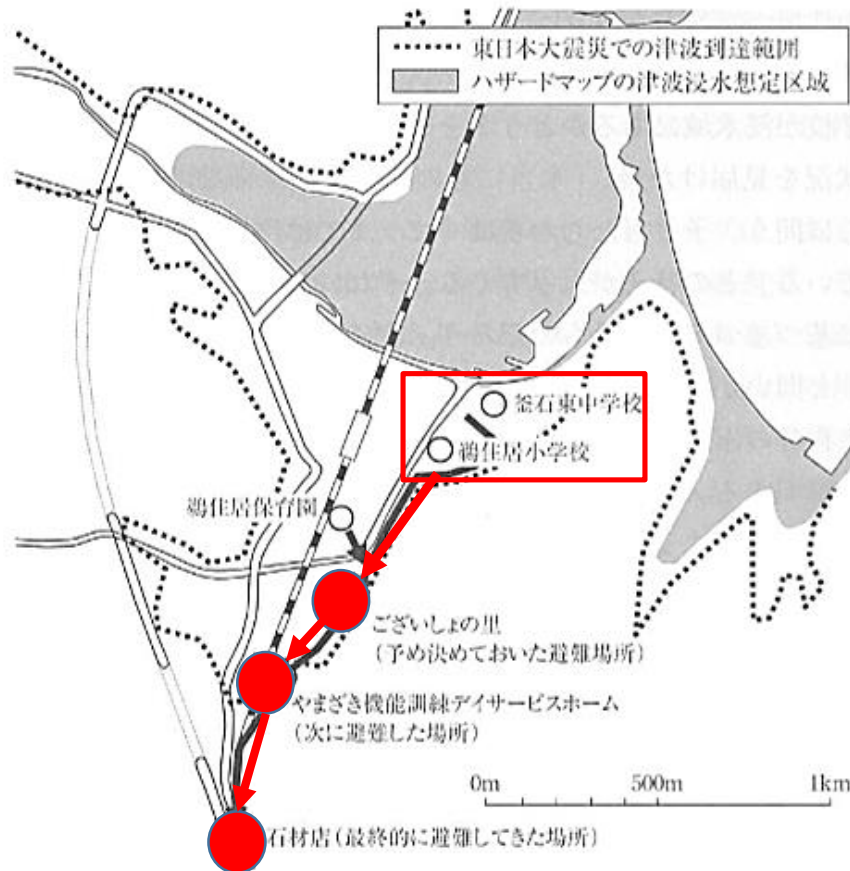 東日本大震災での津波到達範囲
ハザードマップの津波浸水想定区域
釜石東中学校
鵜住居小学校
鵜住居保育園
ございしょの里
(予め決めておいた避難場所)
やまざき機能訓練デイサービスホーム
(次に避難した場所)
0m 500m 1km
石材店(最終的に避難してきた場所)